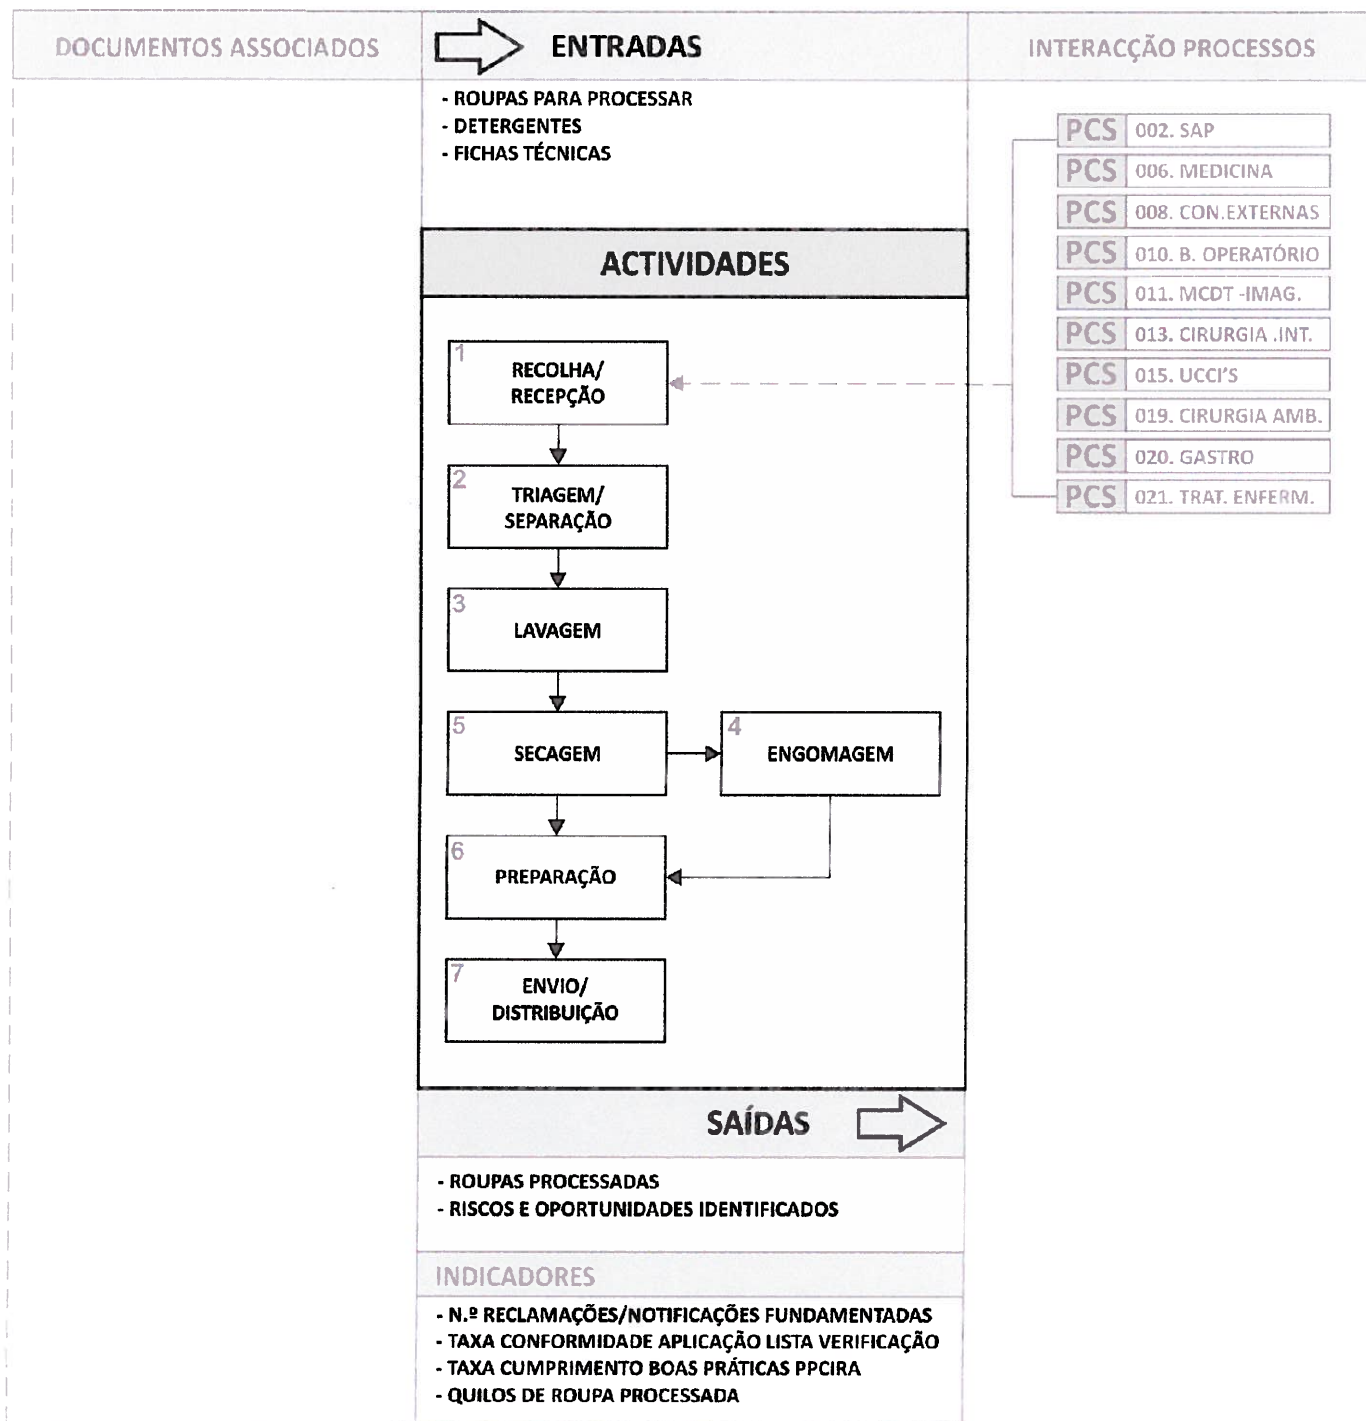 DOCUMENTOS ASSOCIADOS
ENTRADAS
INTERACÇÃO PROCESSOS
- ROUPAS PARA PROCESSAR
- DETERGENTES
- FICHAS TÉCNICAS
PCS 002. SAP
PCS 006. MEDICINA
PCS 008. CON.EXTERNAS
PCS 010. B. OPERATÓRIO
PCS 011. MCDT -IMAG.
PCS 013. CIRURGIA .INT.
PCS 015. UCCI'S
PCS 019. CIRURGIA AMB.
PCS 020. GASTRO
PCS 021. TRAT. ENFERM.
ACTIVIDADES
1
RECOLHA/
RECEPÇÃO
2
TRIAGEM/
SEPARAÇÃO
3
LAVAGEM
5
SECAGEM
4
ENGOMAGEM
6
PREPARAÇÃO
7
ENVIO/
DISTRIBUIÇÃO
SAÍDAS
- ROUPAS PROCESSADAS
- RISCOS E OPORTUNIDADES IDENTIFICADOS
INDICADORES
- N.º RECLAMAÇÕES/NOTIFICAÇÕES FUNDAMENTADAS
- TAXA CONFORMIDADE APLICAÇÃO LISTA VERIFICAÇÃO
- TAXA CUMPRIMENTO BOAS PRÁTICAS PPCIRA
- QUILOS DE ROUPA PROCESSADA